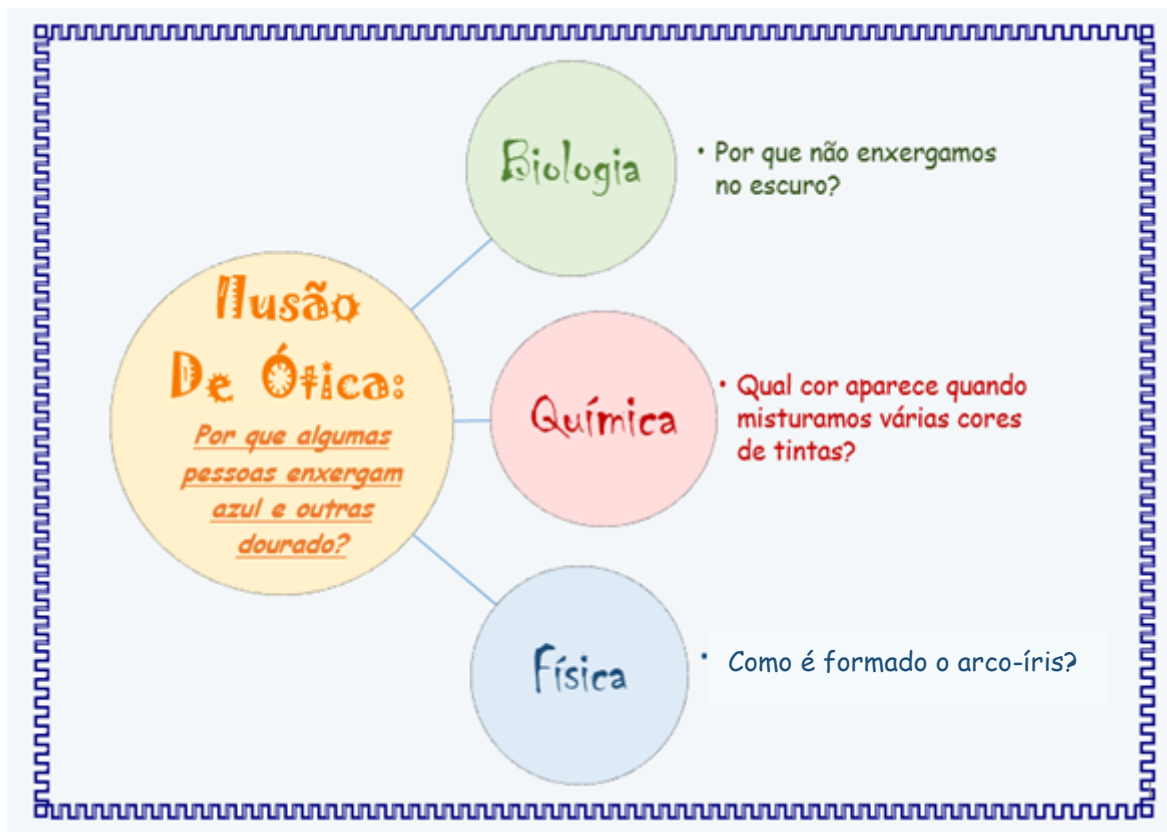 Ilusão
De Ótica:
Por que algumas
pessoas enxergam
azul e outras
dourado?
Biologia
• Por que não enxergamos
no escuro?
Química
• Qual cor aparece quando
misturamos várias cores
de tintas?
Física
• Como é formado o arco-íris?